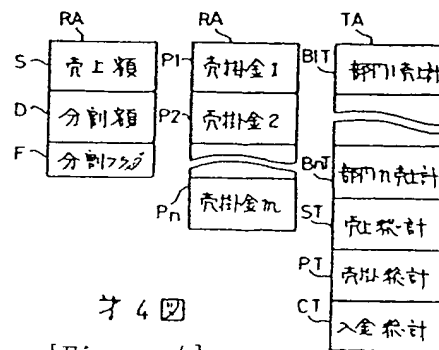 RA
S 売上額
D 分割額
F 分割フラグ
RA
P1 売掛金1
P2 売掛金2
Pn 売掛金m
TA
B1T 部門1売上計
BnT 部門n売上計
ST 売上総計
PT 売掛総計
CT 入金総計
才4図